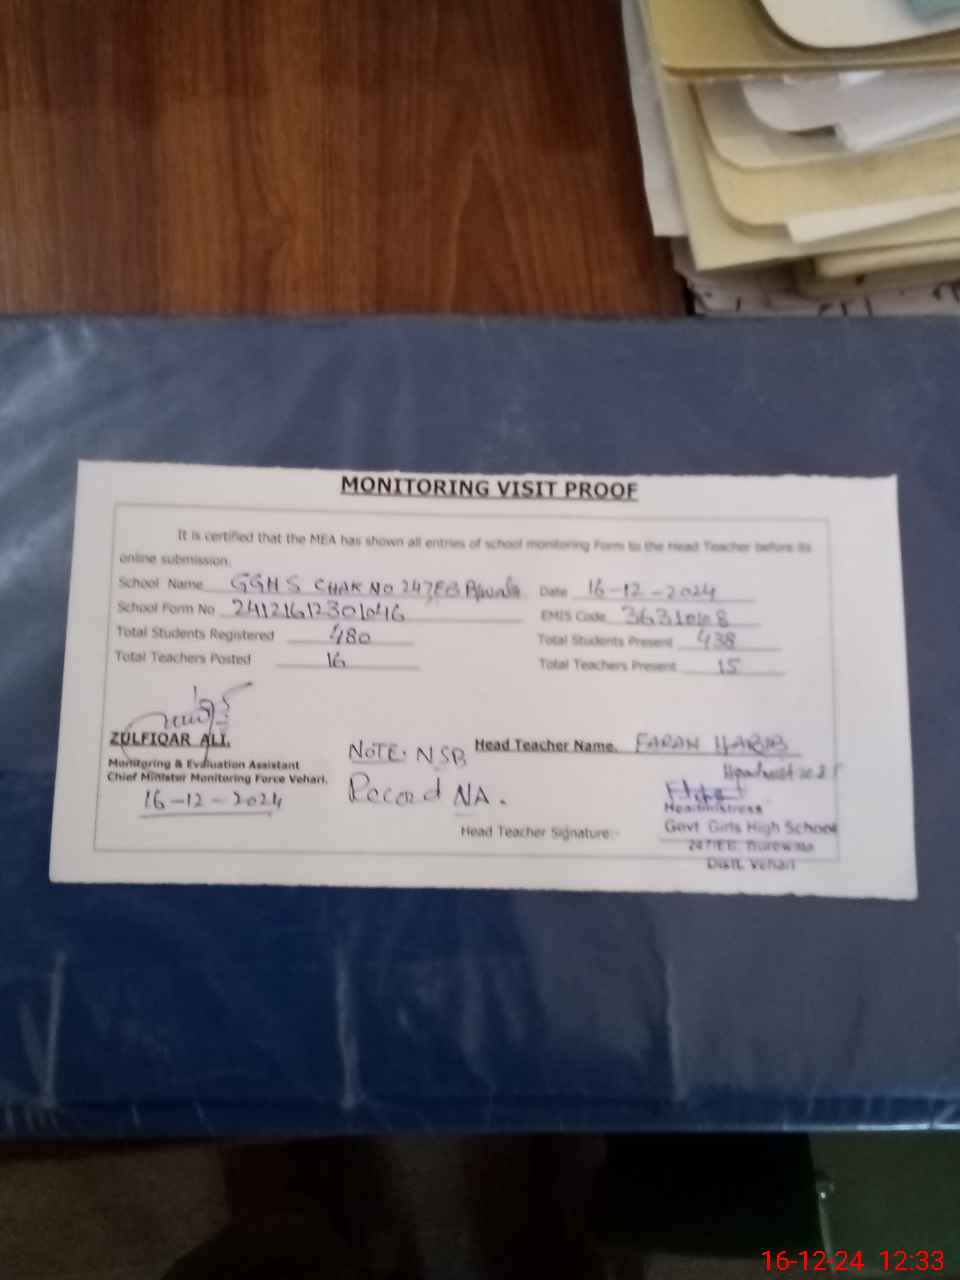 MONITORING VISIT PROOF
It is certified that the MEA has shown all entries of school monitoring Form to the Head Teacher before its
online submission.
School Name GGHS CHAK NO 247EB Date 16-12-2024
School Form No EMIS Code
Total Students Registered 480 Total Students Present 438
Total Teachers Posted 16 Total Teachers Present 15
ZULFIQAR ALI.
Monitoring & Evaluation Assistant
Chief Minister Monitoring Force Vehari.
16-12-2024
NOTE. NSB
Record NA.
Head Teacher Name. FARAH HABIB
Headmistress
Head Teacher Signature:-
Govt Girls High School
247/EB, Burewala
Distt. Vehari
16-12-24 12:33